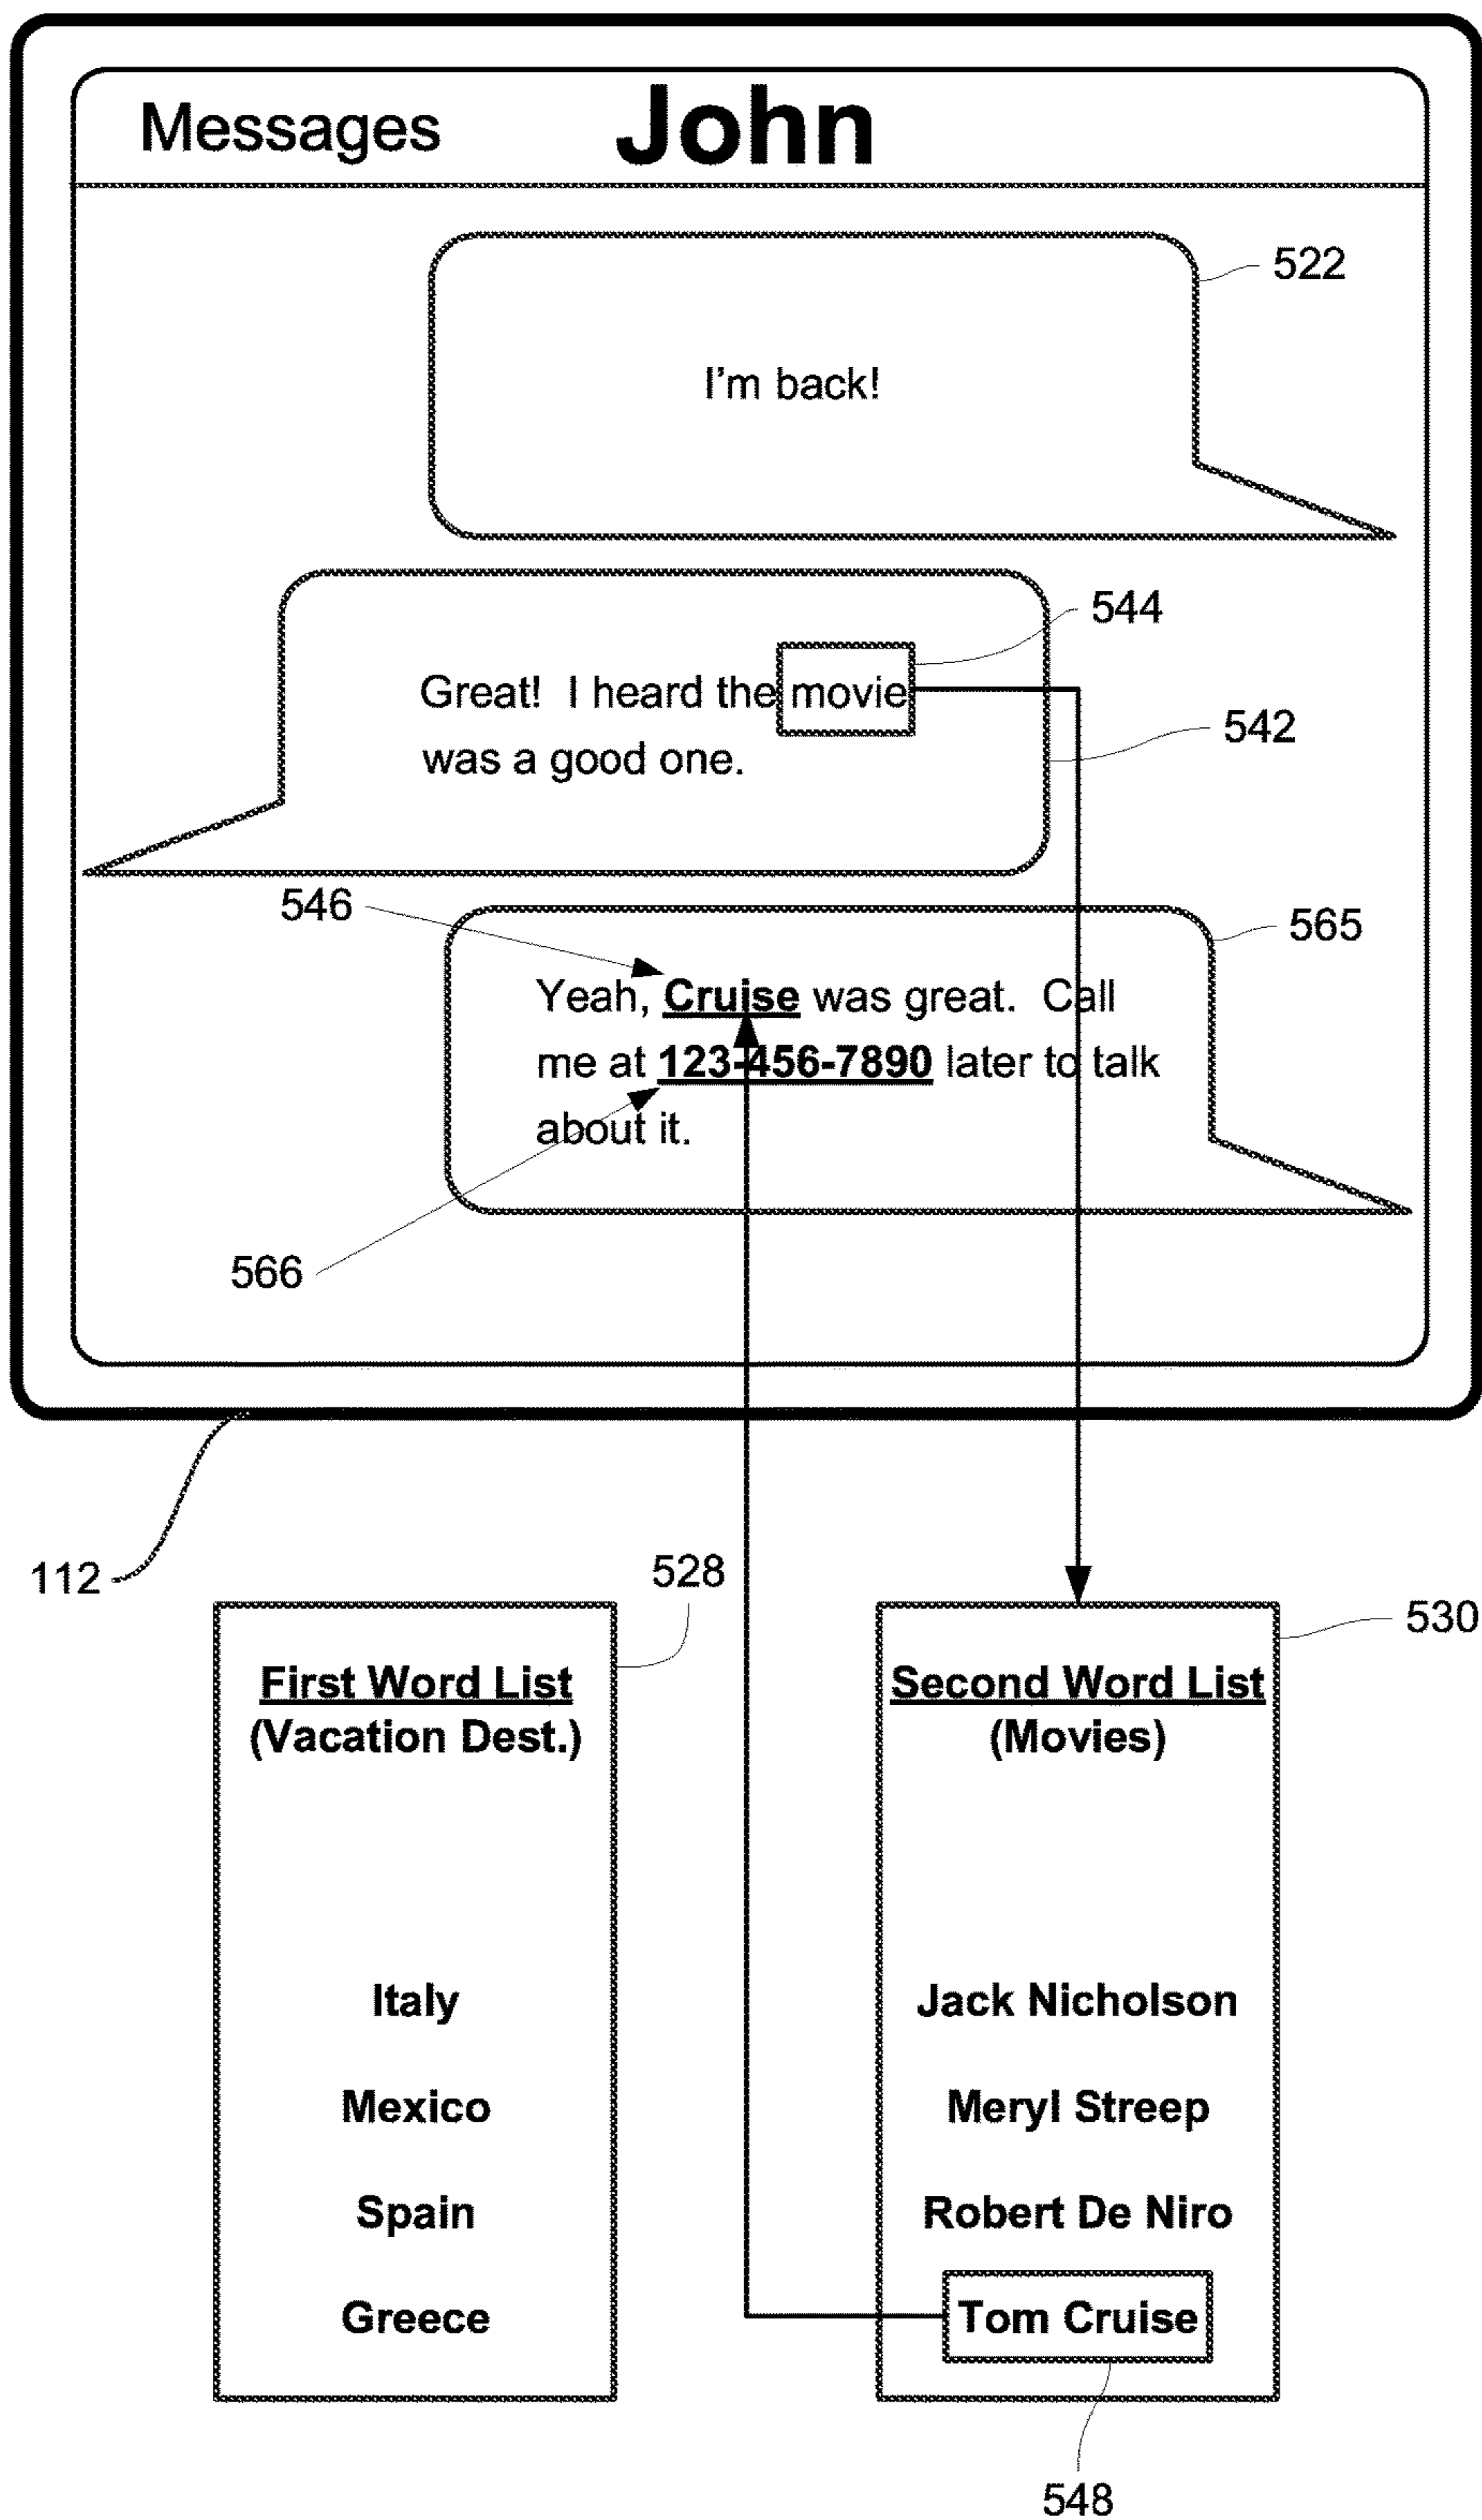 Messages John
522
I'm back!
544
Great! I heard the movie
542
was a good one.
546
565
Yeah, Cruise was great. Call
me at 123-456-7890 later to talk
about it.
566
112
528
530
First Word List
(Vacation Dest.)
Italy
Mexico
Spain
Greece
Second Word List
(Movies)
Jack Nicholson
Meryl Streep
Robert De Niro
Tom Cruise
548